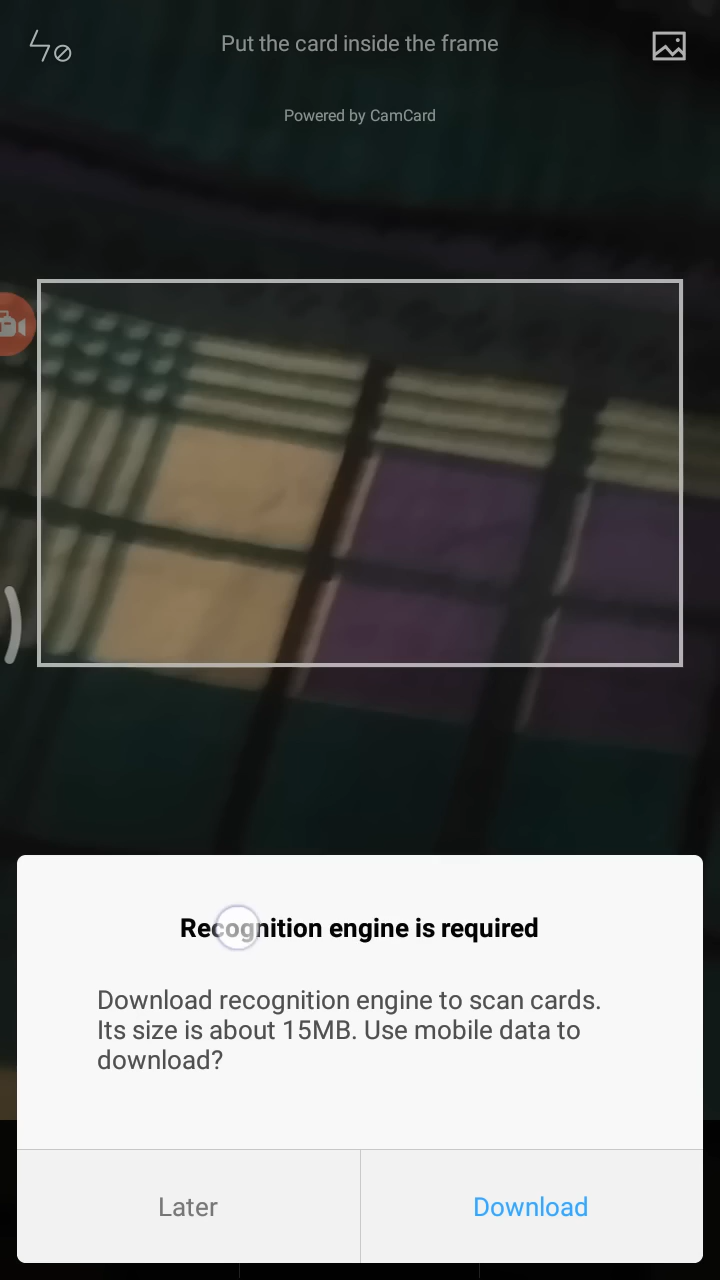 Put the card inside the frame
Powered by CamCard
Recognition engine is required
Download recognition engine to scan cards.
Its size is about 15MB. Use mobile data to
download?
Later
Download